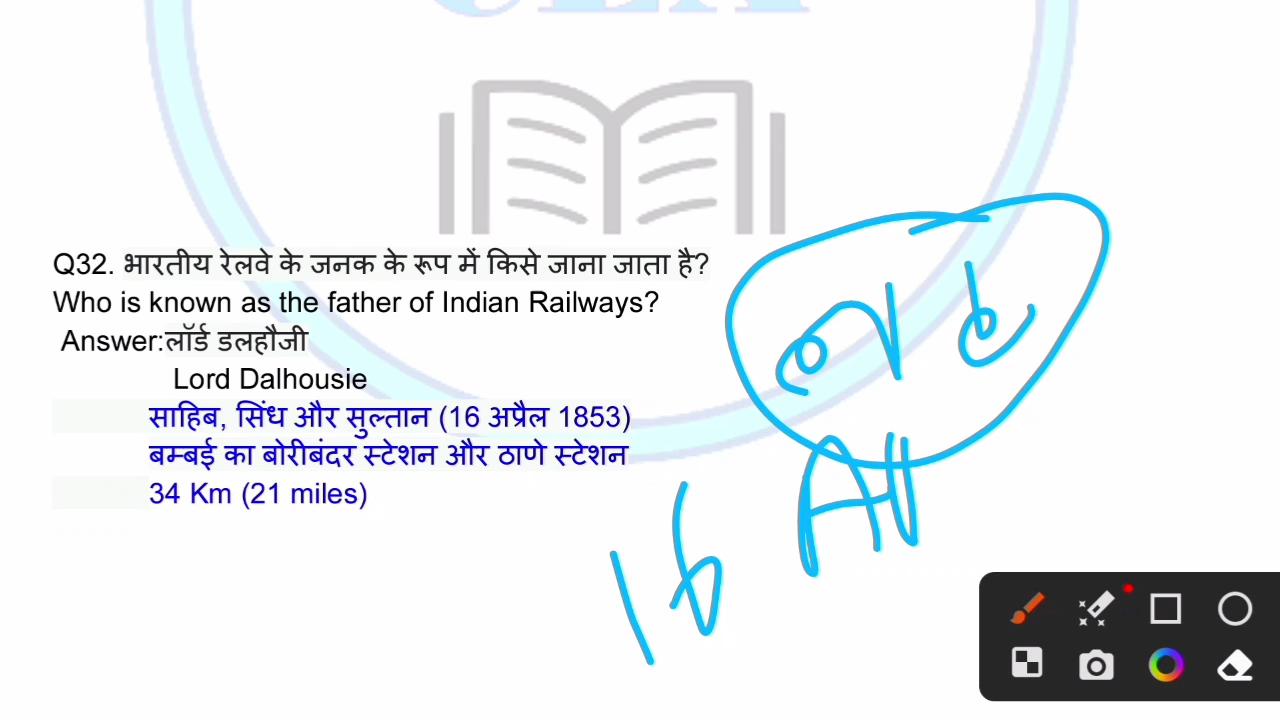 Q32. भारतीय रेलवे के जनक के रूप में किसे जाना जाता है?
Who is known as the father of Indian Railways?
Answer:लॉर्ड डलहौजी
Lord Dalhousie
साहिब, सिंध और सुल्तान (16 अप्रैल 1853)
बम्बई का बोरीबंदर स्टेशन और ठाणे स्टेशन
34 Km (21 miles)
16